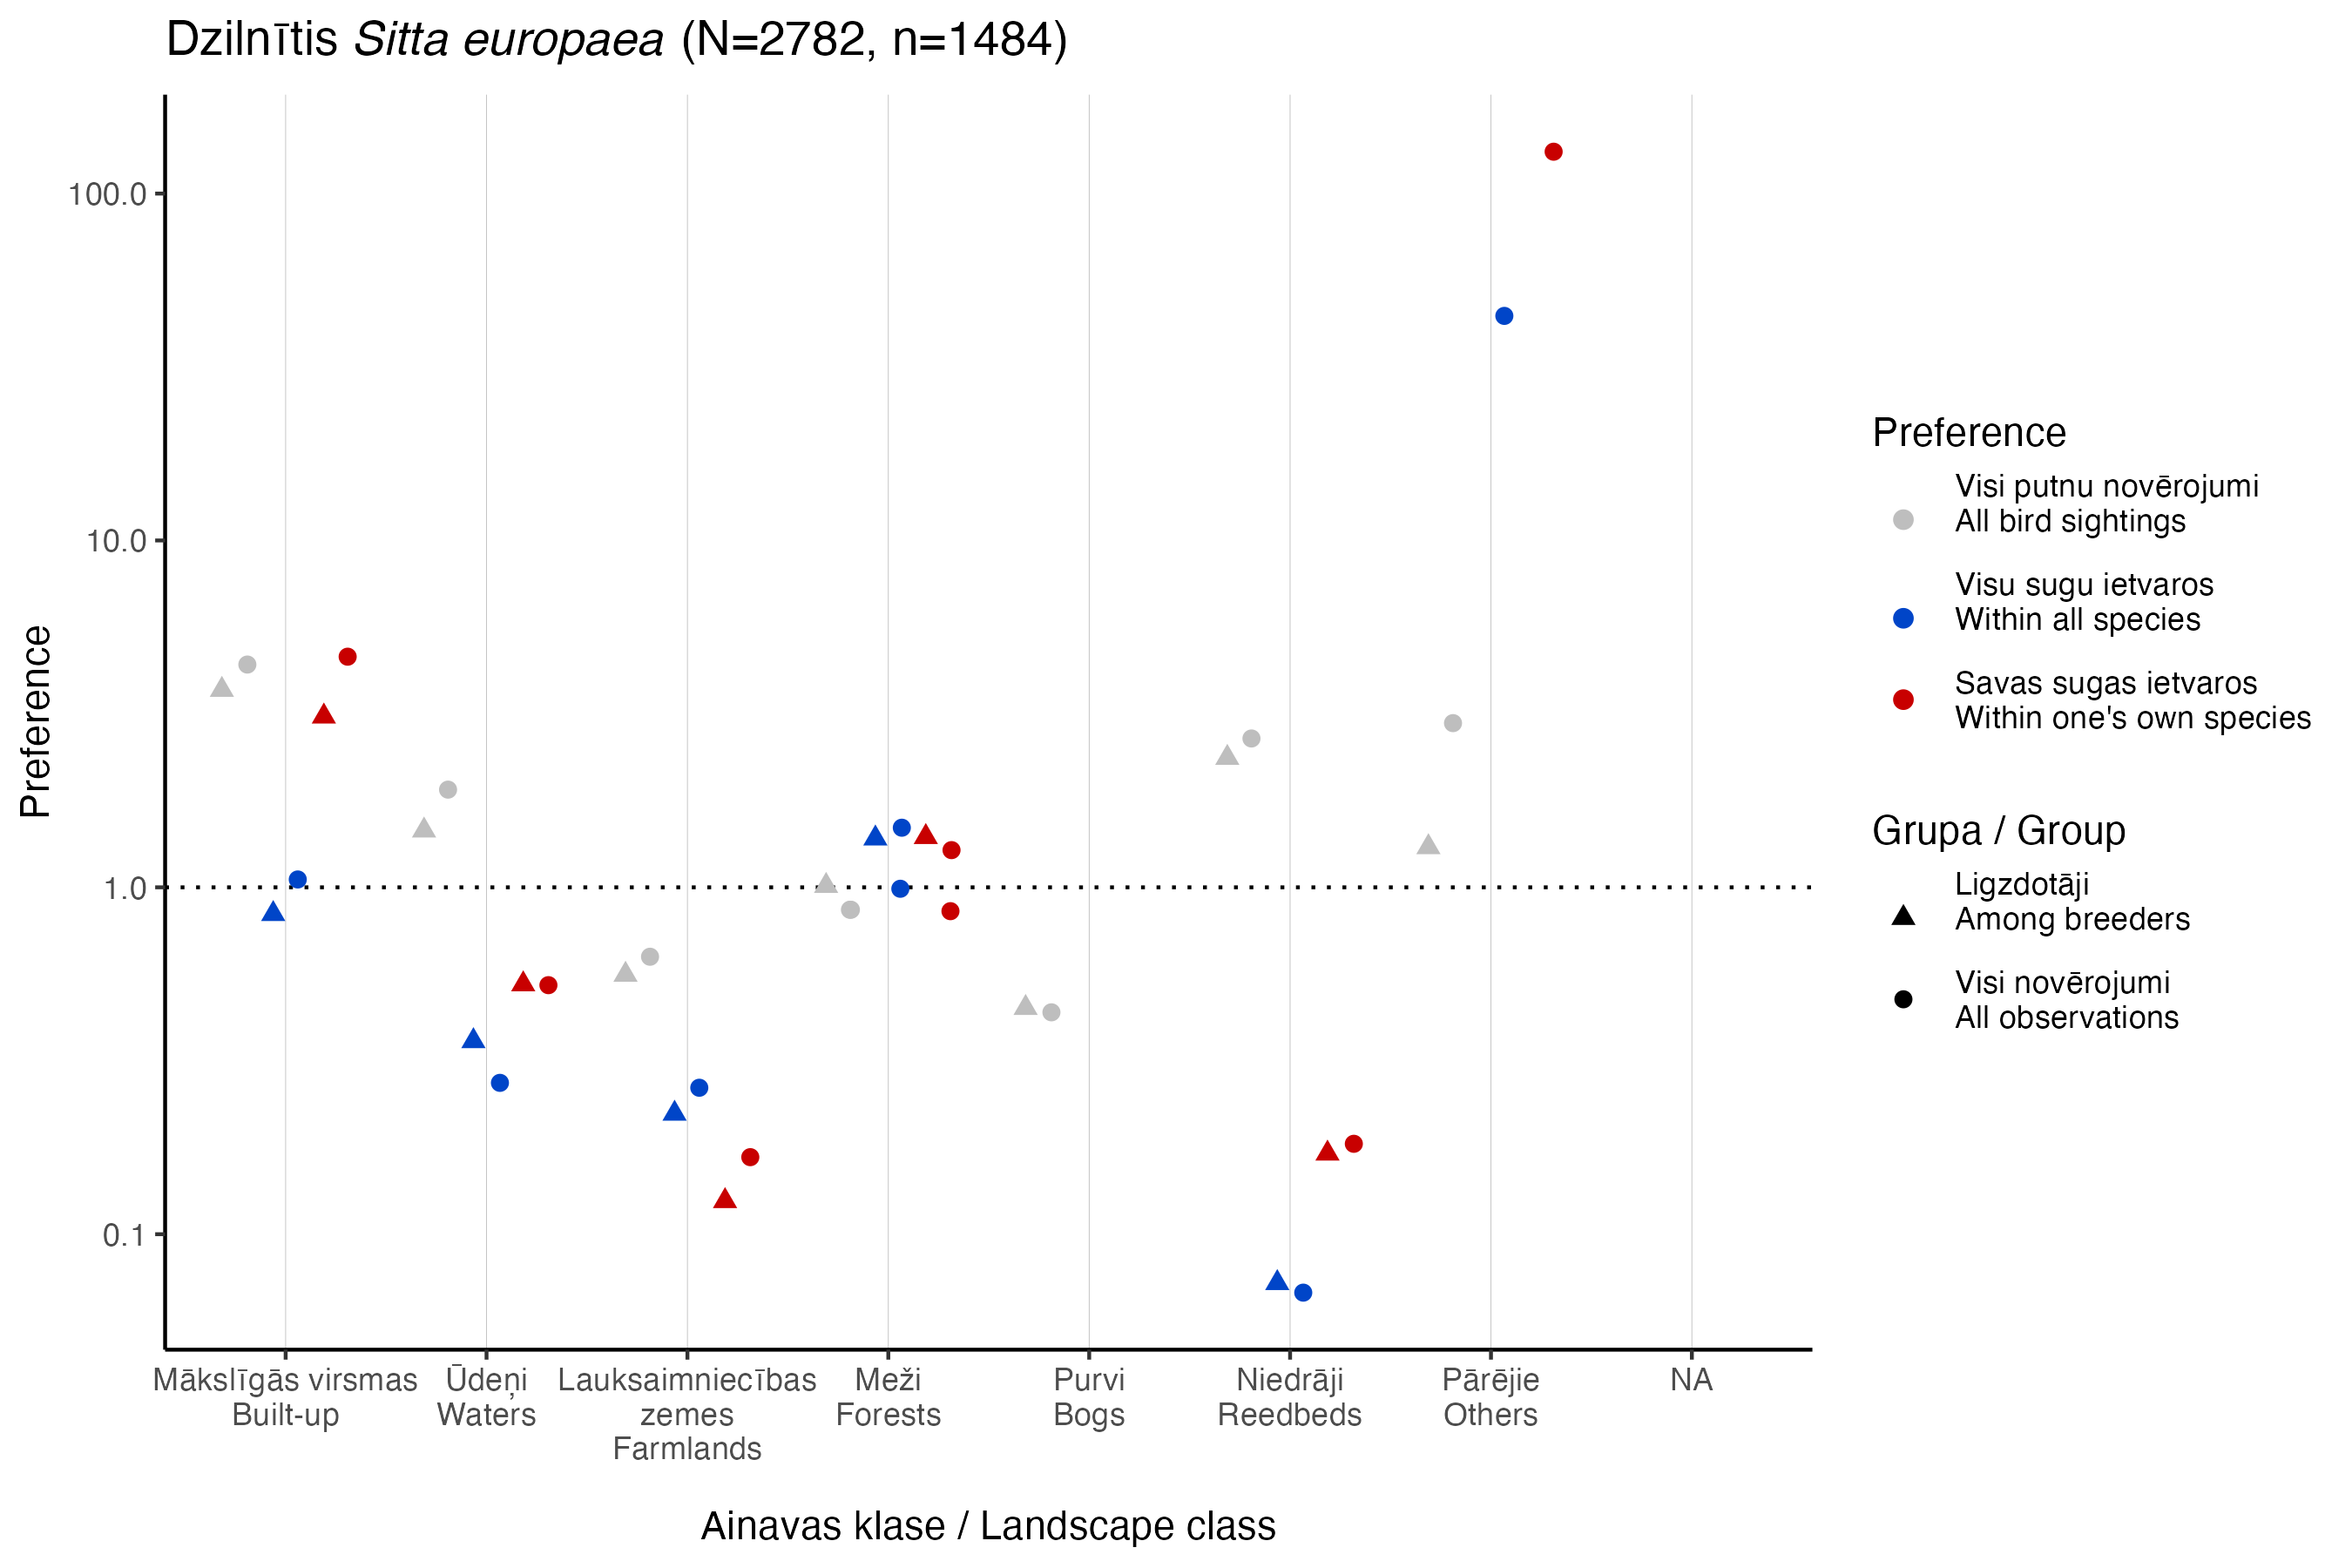 Dzilnītis Sitta europaea (N=2782, n=1484)
Preference
100.0
10.0
1.0
0.1
Mākslīgās virsmas
Built-up
Ūdeņi
Waters
Lauksaimniecības
zemes
Farmlands
Meži
Forests
Purvi
Bogs
Niedrāji
Reedbeds
Pārējie
Others
NA
Ainavas klase / Landscape class
Preference
Visi putnu novērojumi
All bird sightings
Visu sugu ietvaros
Within all species
Savas sugas ietvaros
Within one's own species
Grupa / Group
Ligzdotāji
Among breeders
Visi novērojumi
All observations